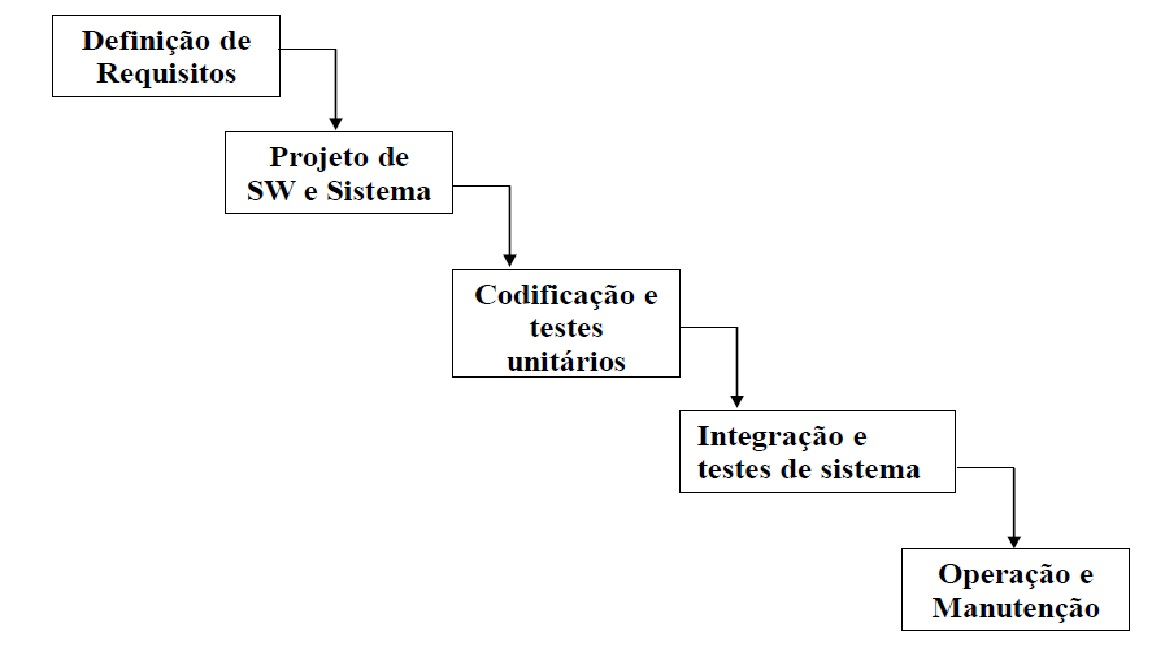 Definição de
Requisitos
Projeto de
SW e Sistema
Codificação e
testes
unitários
Integração e
testes de sistema
Operação e
Manutenção